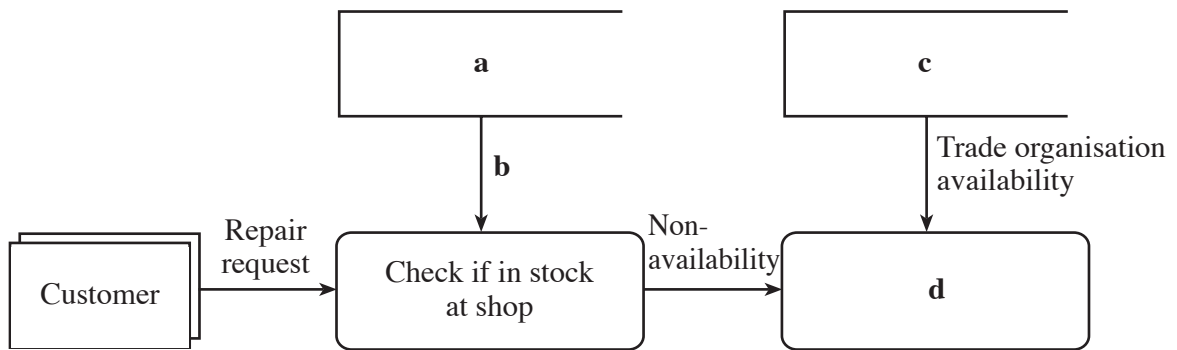 a
c
b
Trade organisation
availability
Repair
request
Non-
availability
Customer
Check if in stock
at shop
d